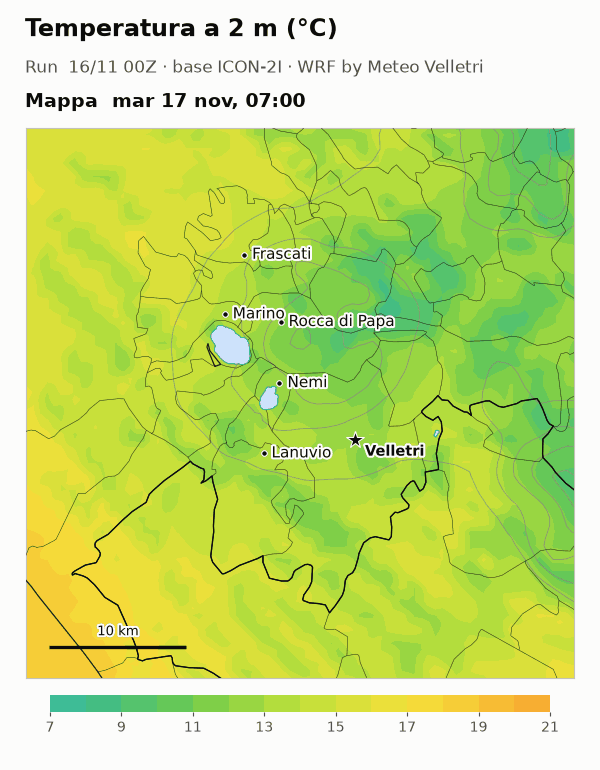 Temperatura a 2 m (°C)
Run  16/11 00Z · base ICON-2I · WRF by Meteo Velletri
Mappa  mar 17 nov, 07:00
Frascati
Marino
Rocca di Papa
Nemi
Velletri
Lanuvio
10 km
7 9 11 13 15 17 19 21